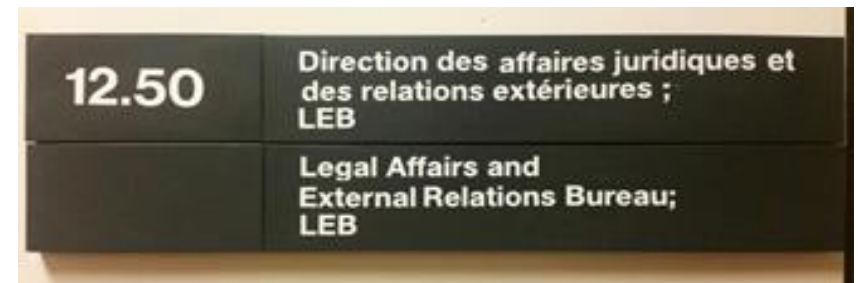 12.50
Direction des affaires juridiques et
des relations extérieures ;
LEB
Legal Affairs and
External Relations Bureau;
LEB